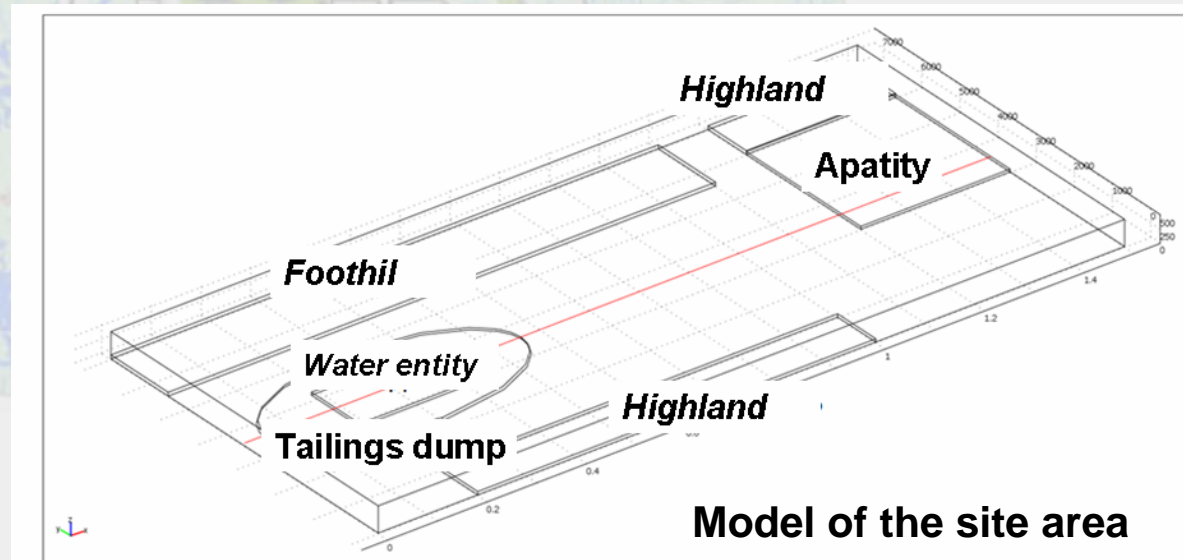 Highland
Apatity
Foothil
Water entity
Highland
Tailings dump
Model of the site area
7000
6000
5000
4000
3000
2000
1000
0
500
250
0
1.4
1.2
1
0.4
0.2
0
y
z
x